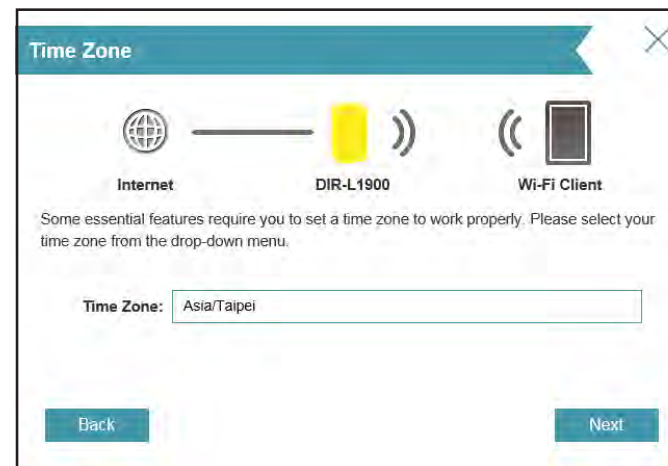 Time Zone
Internet DIR-L1900 Wi-Fi Client
Some essential features require you to set a time zone to work properly. Please select your
time zone from the drop-down menu.
Time Zone: Asia/Taipei
Back Next